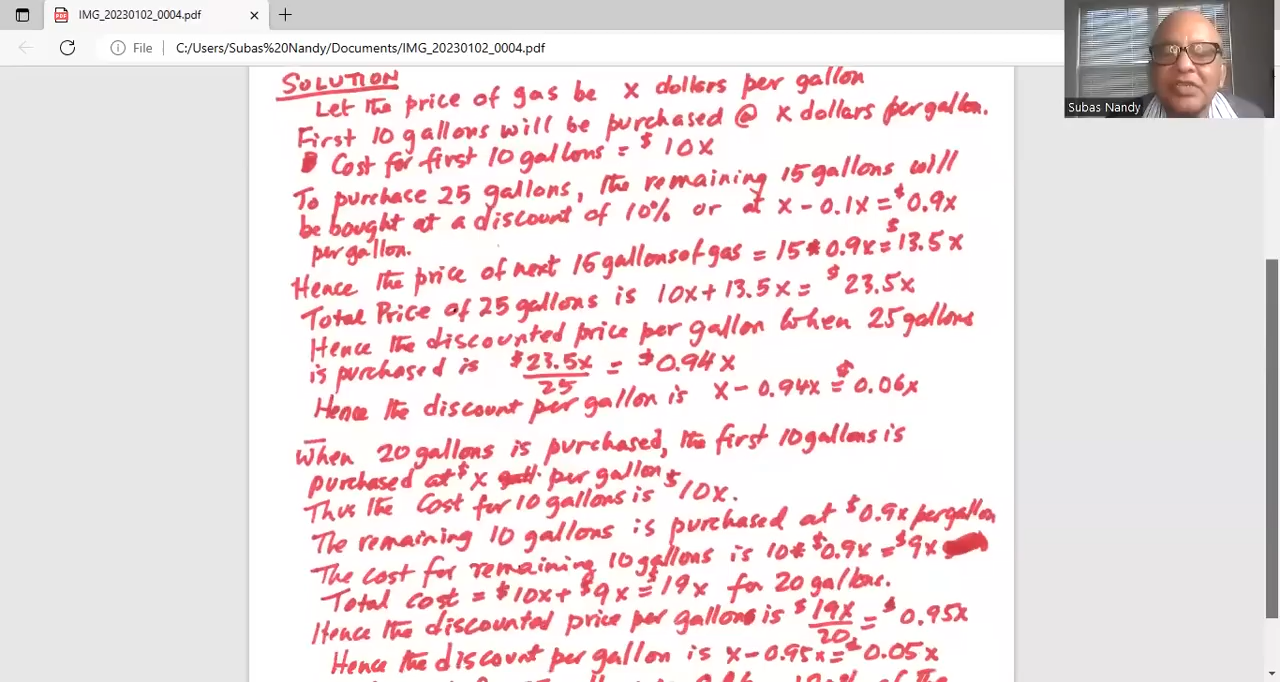 IMG_20230102_0004.pdf
File C:/Users/Subas%20Nandy/Documents/IMG_20230102_0004.pdf
Subas Nandy
SOLUTION
Let the price of gas be x dollars per gallon
First 10 gallons will be purchased @ x dollars per gallon.
Cost for first 10 gallons = $10x
To purchase 25 gallons, the remaining 15 gallons will
be bought at a discount of 10% or at x - 0.1x = $0.9x
per gallon.
Hence the price of next 15 gallons of gas = 15 * 0.9x = $13.5x
Total Price of 25 gallons is 10x + 13.5x = $23.5x
Hence the discounted price per gallon when 25 gallons
is purchased is $23.5x/25 = $0.94x
Hence the discount per gallon is x - 0.94x = $0.06x
When 20 gallons is purchased, the first 10 gallons is
purchased at $x per gallon
Thus the cost for 10 gallons is $10x.
The remaining 10 gallons is purchased at $0.9x per gallon
The cost for remaining 10 gallons is 10 * $0.9x = $9x
Total cost = $10x + $9x = $19x for 20 gallons.
Hence the discounted price per gallon is $19x/20 = $0.95x
Hence the discount per gallon is x - 0.95x = $0.05x